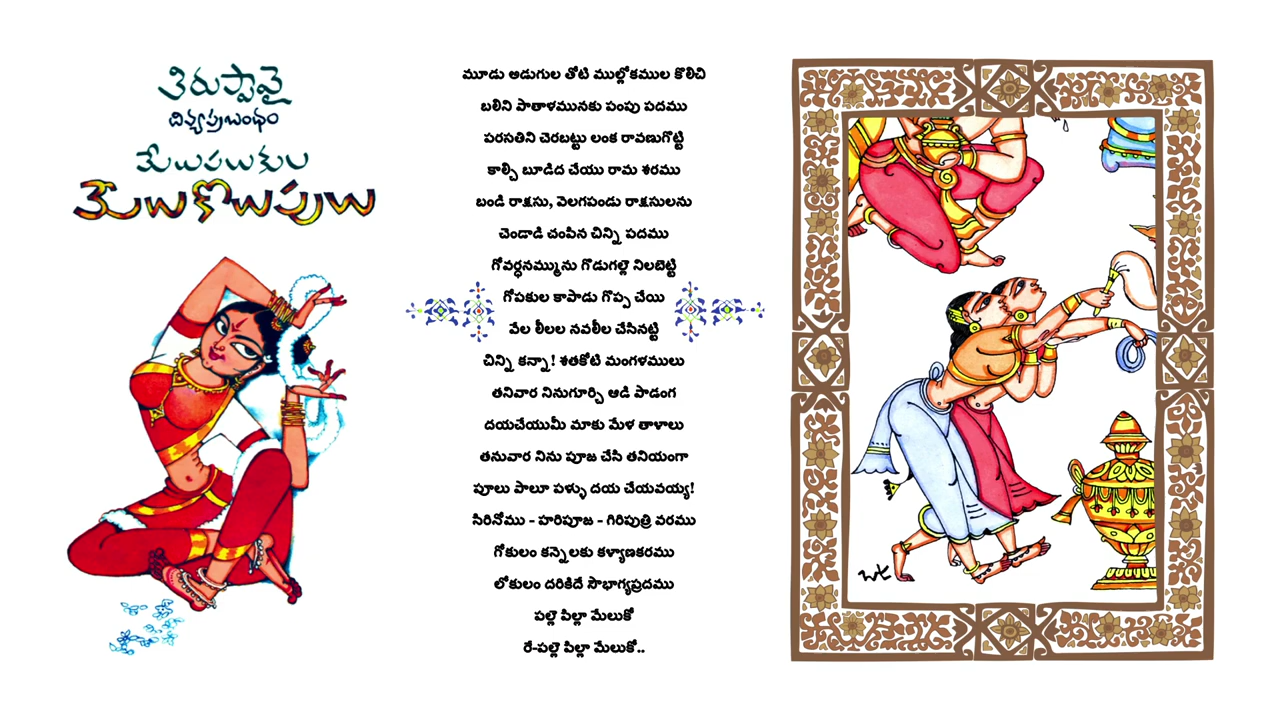 తిరుప్పావై
దివ్యప్రబంధం
మేలుపలుకుల
మేలుకొలుపులు
మూడు అడుగుల తోటి ముల్లోకముల కొలిచి
బలిని పాతాళమునకు పంపు పదము
పరసతిని చెరబట్టు లంక రావణుగొట్టి
కాల్చి బూడిద చేయు రామ శరము
బండి రాక్షసు, వెలగపండు రాక్షసులను
చెండాడి చంపిన చిన్ని పదము
గోవర్ధనమ్మును గొడుగల్లె నిలబెట్టి
గోపకుల కాపాడు గొప్ప చేయి
వేల లీలల నవలీల చేసినట్టి
చిన్ని కన్నా! శతకోటి మంగళములు
తనివార నినుగూర్చి ఆడి పాడంగ
దయచేయుమీ మాకు మేళ తాళాలు
తనువార నిను పూజ చేసి తనియంగా
పూలు పాలూ పళ్ళు దయ చేయవయ్య!
సిరినోము - హరిపూజ - గిరిపుత్రి వరము
గోకులం కన్నెలకు కళ్యాణకరము
లోకులం దరికిదే సౌభాగ్యప్రదము
పల్లె పిల్లా మేలుకో
రే-పల్లె పిల్లా మేలుకో..